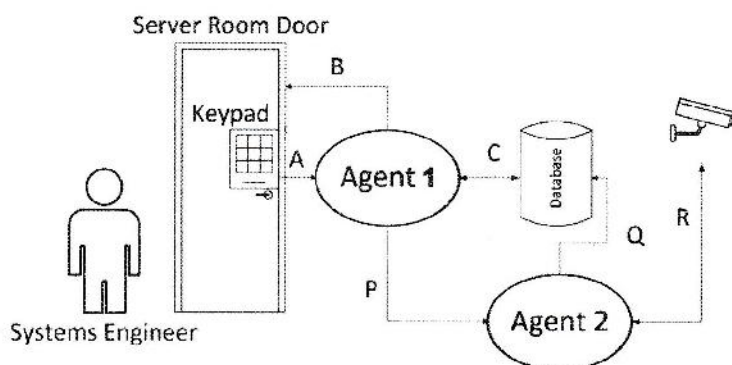 Server Room Door
B
Keypad
A
Agent 1
C
Database
Q
R
P
Agent 2
Systems Engineer